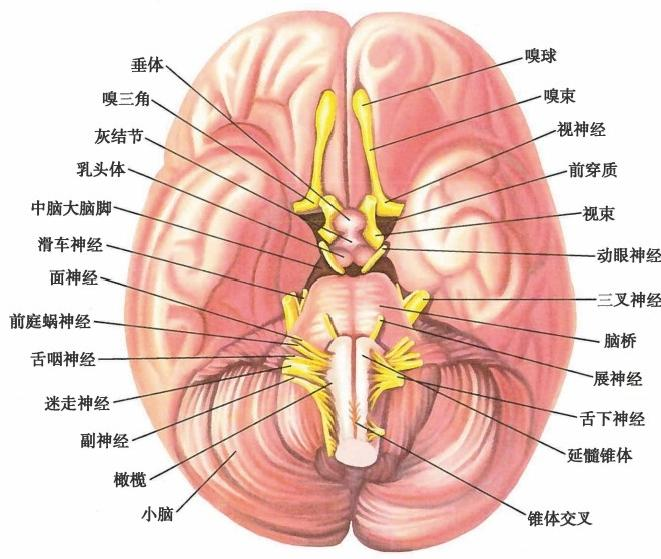 垂体
嗅三角
灰结节
乳头体
中脑大脑脚
滑车神经
面神经
前庭蜗神经
舌咽神经
迷走神经
副神经
橄榄
小脑
嗅球
嗅束
视神经
前穿质
视束
动眼神经
三叉神经
脑桥
展神经
舌下神经
延髓锥体
锥体交叉